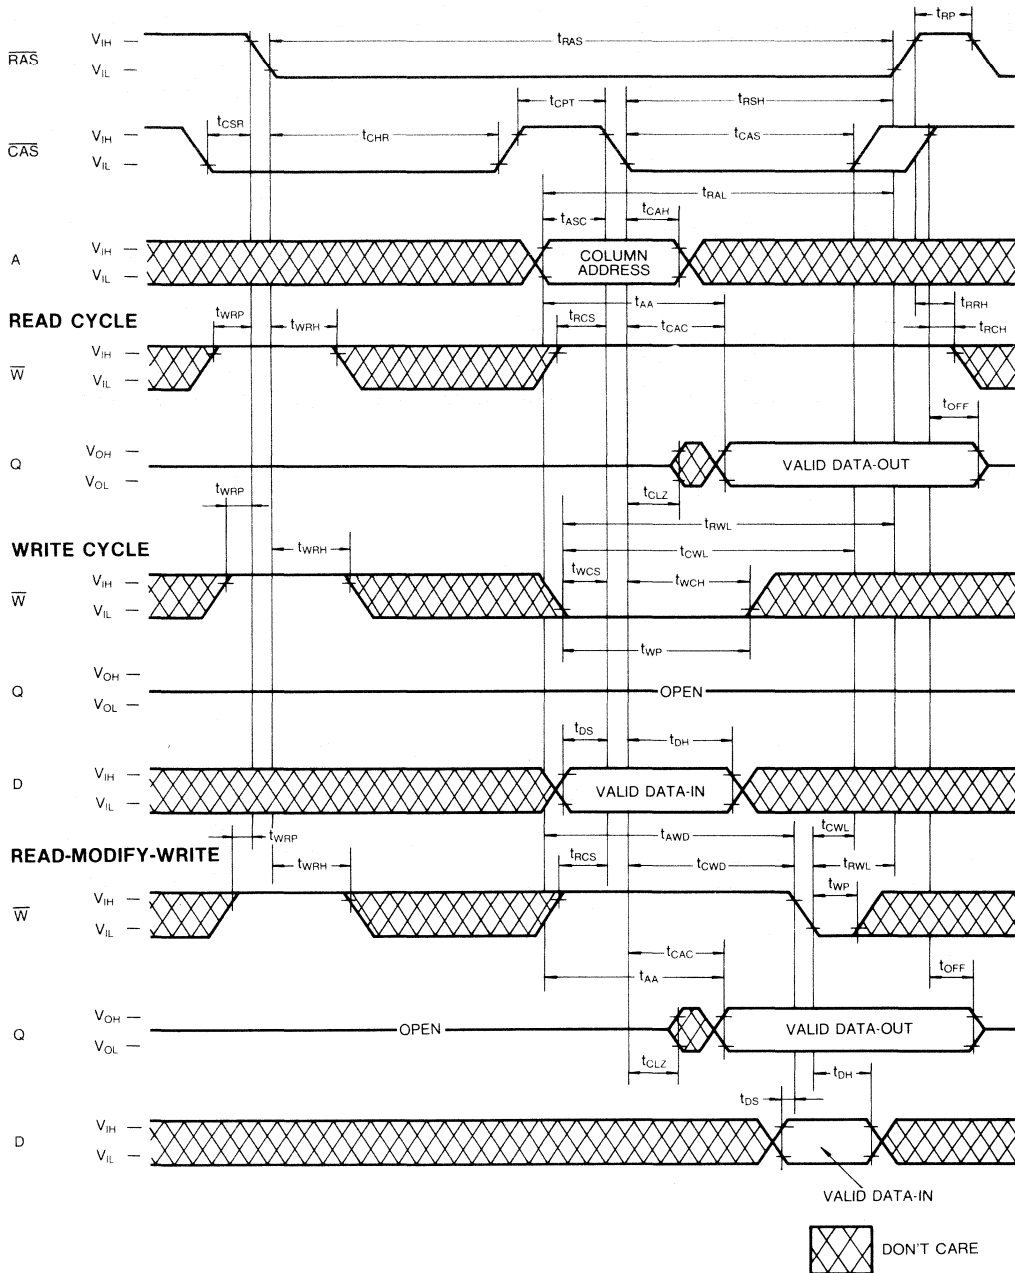 tRP
VIH
tRAS
RAS
VIL
tCPT
tRSH
tCSR
VIH
tCHR
tCAS
CAS
VIL
tRAL
tASC
tCAH
VIH
A
COLUMN
ADDRESS
VIL
tAA
tRRH
READ CYCLE
tWRP
tWRH
tRCS
tCAC
tRCH
VIH
W
VIL
tOFF
VOH
Q
VALID DATA-OUT
VOL
tWRP
tCLZ
tRWL
WRITE CYCLE
tWRH
tCWL
VIH
tWCS
tWCH
W
VIL
tWP
VOH
Q
OPEN
VOL
tDS
tDH
VIH
D
VALID DATA-IN
VIL
tWRP
tAWD
tCWL
READ-MODIFY-WRITE
tWRH
tRCS
tCWD
tRWL
tWP
VIH
W
VIL
tCAC
tAA
tOFF
VOH
Q
OPEN
VALID DATA-OUT
VOL
tCLZ
tDH
tDS
VIH
D
VIL
VALID DATA-IN
DON'T CARE